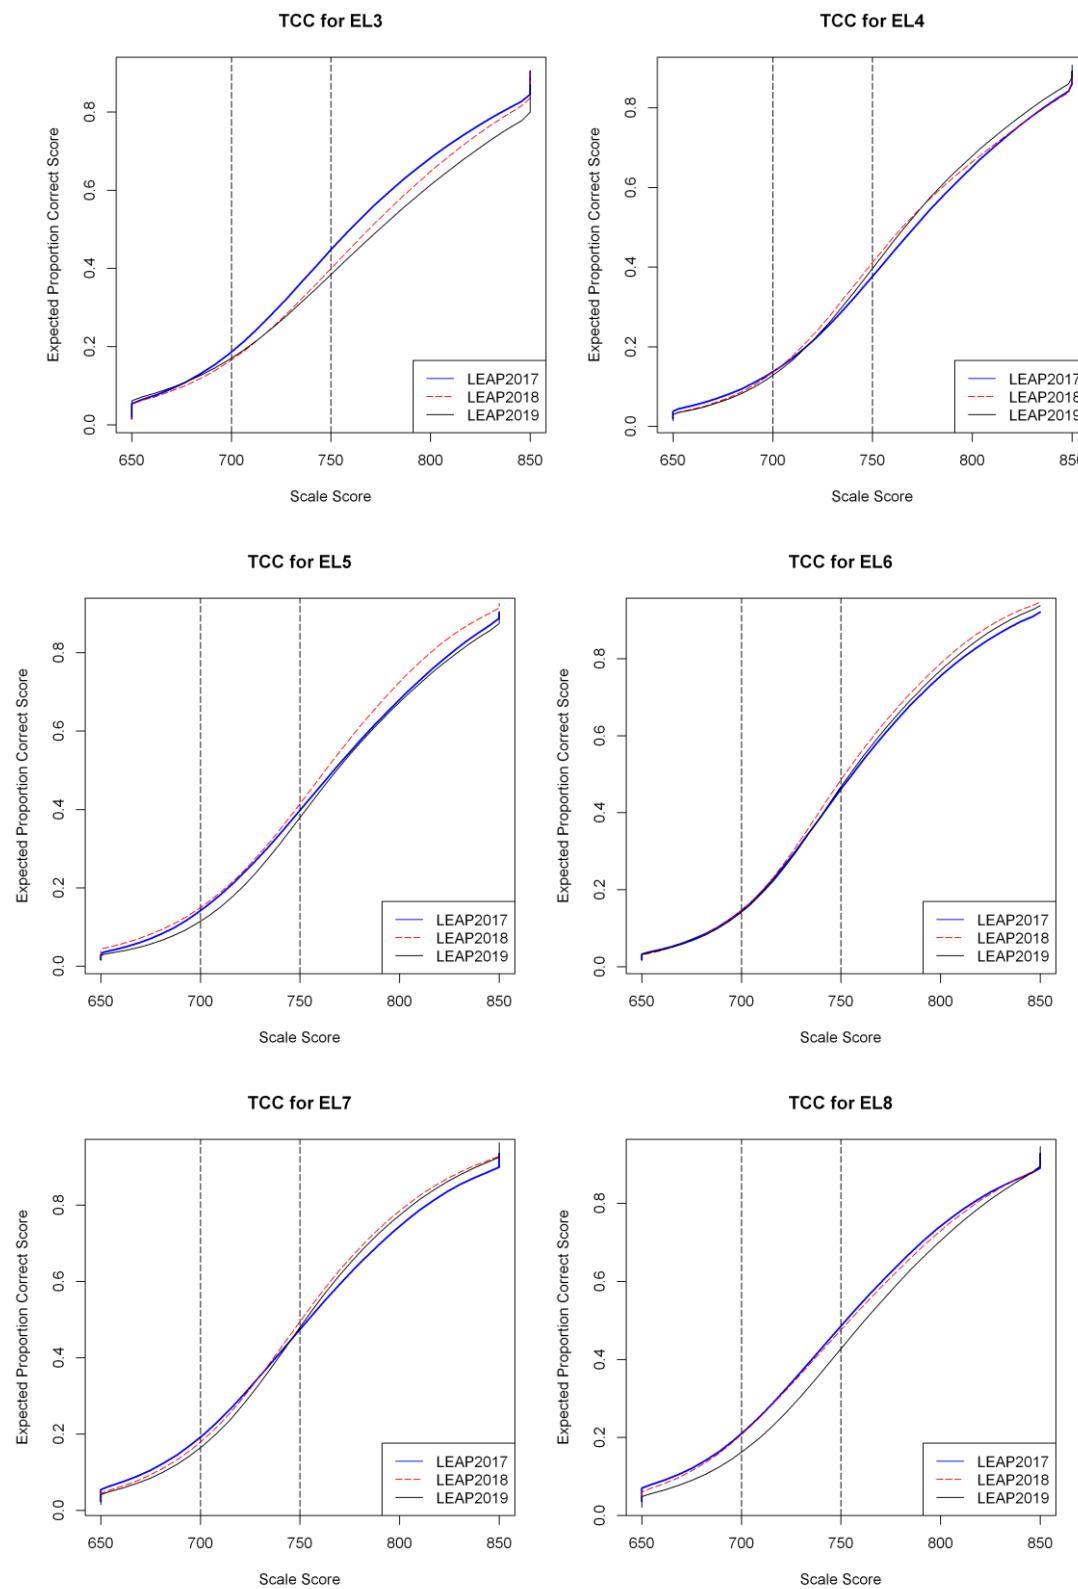 TCC for EL3
Expected Proportion Correct Score
0.0 0.2 0.4 0.6 0.8
LEAP2017
LEAP2018
LEAP2019
650 700 750 800 850
Scale Score
TCC for EL4
Expected Proportion Correct Score
0.0 0.2 0.4 0.6 0.8
LEAP2017
LEAP2018
LEAP2019
650 700 750 800 850
Scale Score
TCC for EL5
Expected Proportion Correct Score
0.0 0.2 0.4 0.6 0.8
LEAP2017
LEAP2018
LEAP2019
650 700 750 800 850
Scale Score
TCC for EL6
Expected Proportion Correct Score
0.0 0.2 0.4 0.6 0.8
LEAP2017
LEAP2018
LEAP2019
650 700 750 800 850
Scale Score
TCC for EL7
Expected Proportion Correct Score
0.0 0.2 0.4 0.6 0.8
LEAP2017
LEAP2018
LEAP2019
650 700 750 800 850
Scale Score
TCC for EL8
Expected Proportion Correct Score
0.0 0.2 0.4 0.6 0.8
LEAP2017
LEAP2018
LEAP2019
650 700 750 800 850
Scale Score